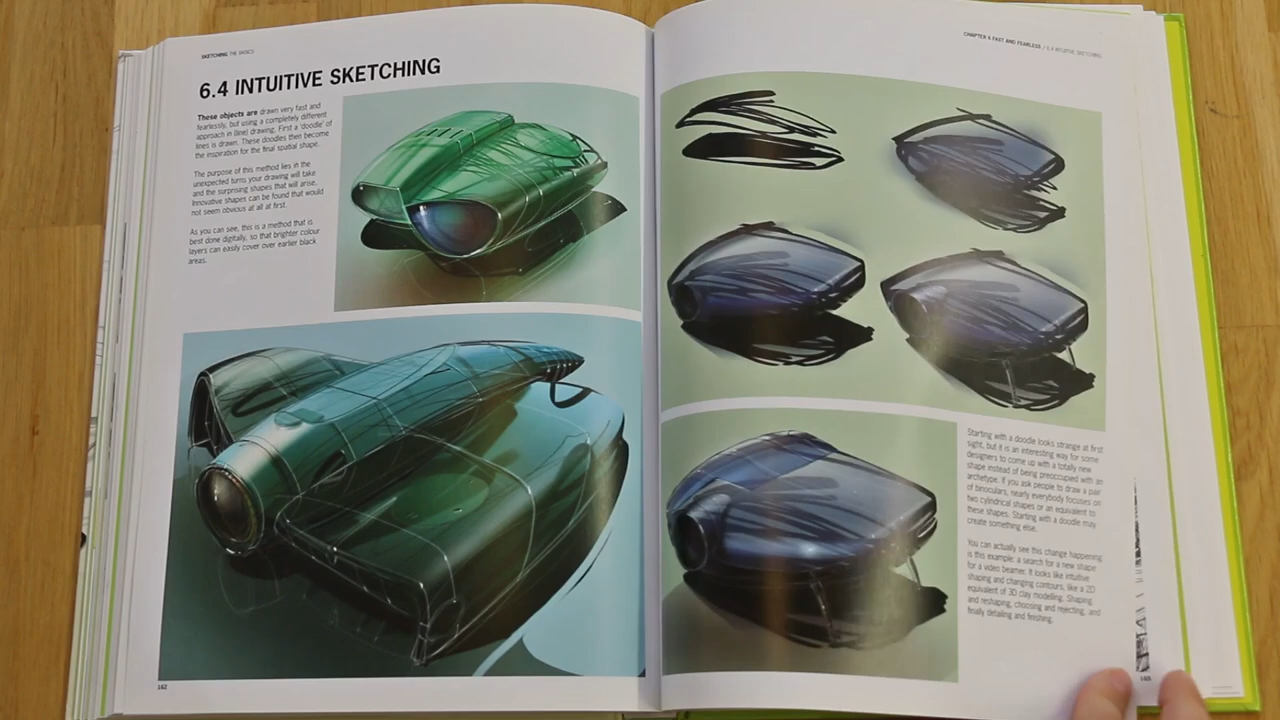 SKETCHING THE BASICS
6.4 INTUITIVE SKETCHING
These objects are drawn very fast and
fearlessly, but using a completely different
approach in (line) drawing. First a 'doodle' of
lines is drawn. These doodles then become
the inspiration for the final spatial shape.
The purpose of this method lies in the
unexpected turns your drawing will take
and the surprising shapes that will arise.
Innovative shapes can be found that would
not seem obvious at all at first.
As you can see, this is a method that is
best done digitally, so that brighter colour
layers can easily cover over earlier black
areas.
162
CHAPTER 6 FAST AND FEARLESS / 6.4 INTUITIVE SKETCHING
Starting with a doodle looks strange at first
sight, but it is an interesting way for some
designers to come up with a totally new
shape instead of being preoccupied with an
archetype. If you ask people to draw a pair
of binoculars, nearly everybody focuses on
two cylindrical shapes or an equivalent to
these shapes. Starting with a doodle may
create something else.
You can actually see this change happening
is this example: a search for a new shape
for a video beamer. It looks like intuitive
shaping and changing contours, like a 2D
equivalent of 3D clay modelling. Shaping
and reshaping, choosing and rejecting, and
finally detailing and finishing.